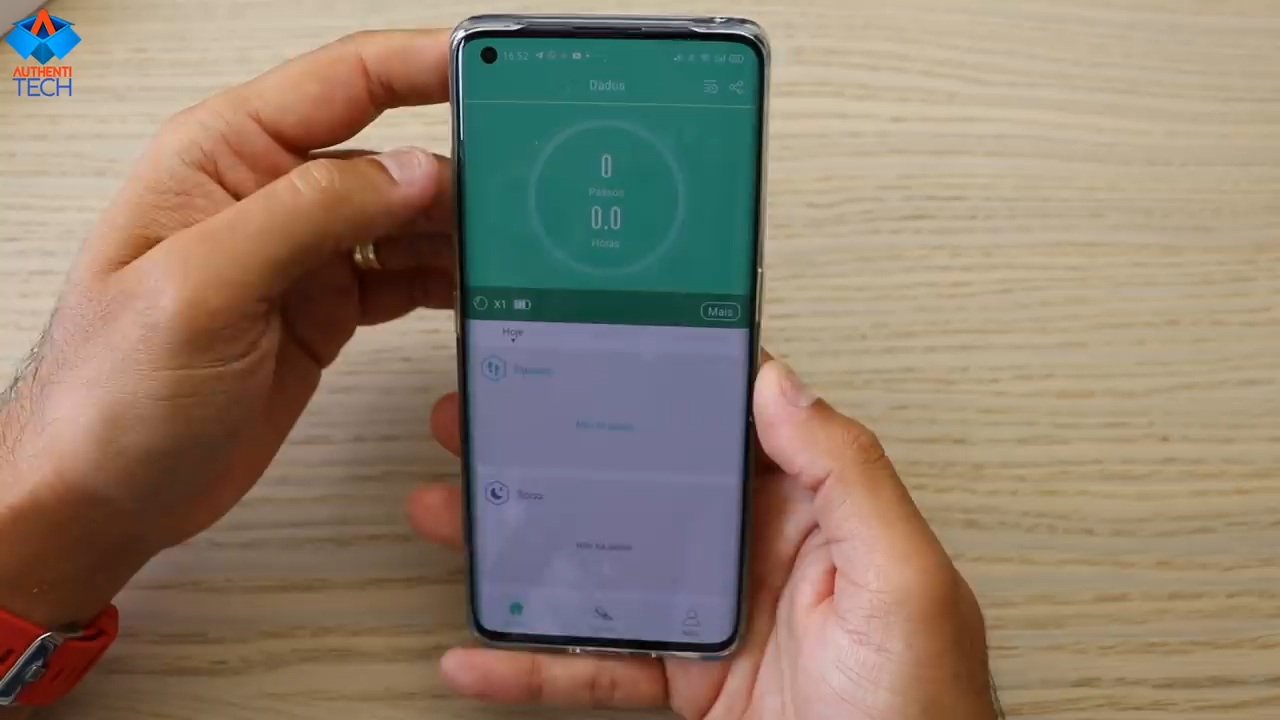 AUTHENTI
TECH
16:52
Dados
0
Passos
0.0
Horas
X1
Mais
Hoje
Passos
Sono